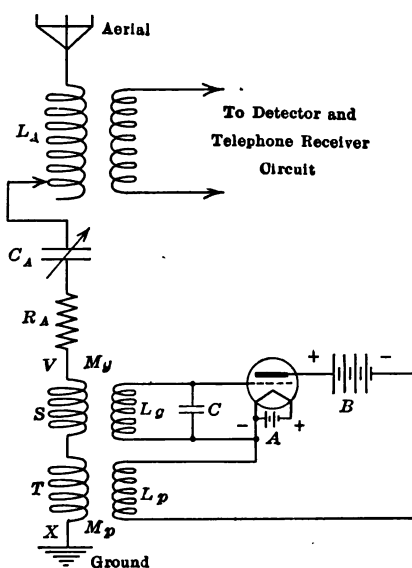 Aerial
L_A
To Detector and
Telephone Receiver
Circuit
C_A
R_A
V
M_g
S
L_g
C
+
-
B
-
A
+
T
L_p
X
M_p
Ground